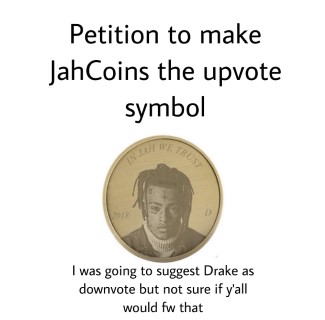 Petition to make
JahCoins the upvote
symbol
IN JAH WE TRUST
2018 D
I was going to suggest Drake as
downvote but not sure if y'all
would fw that